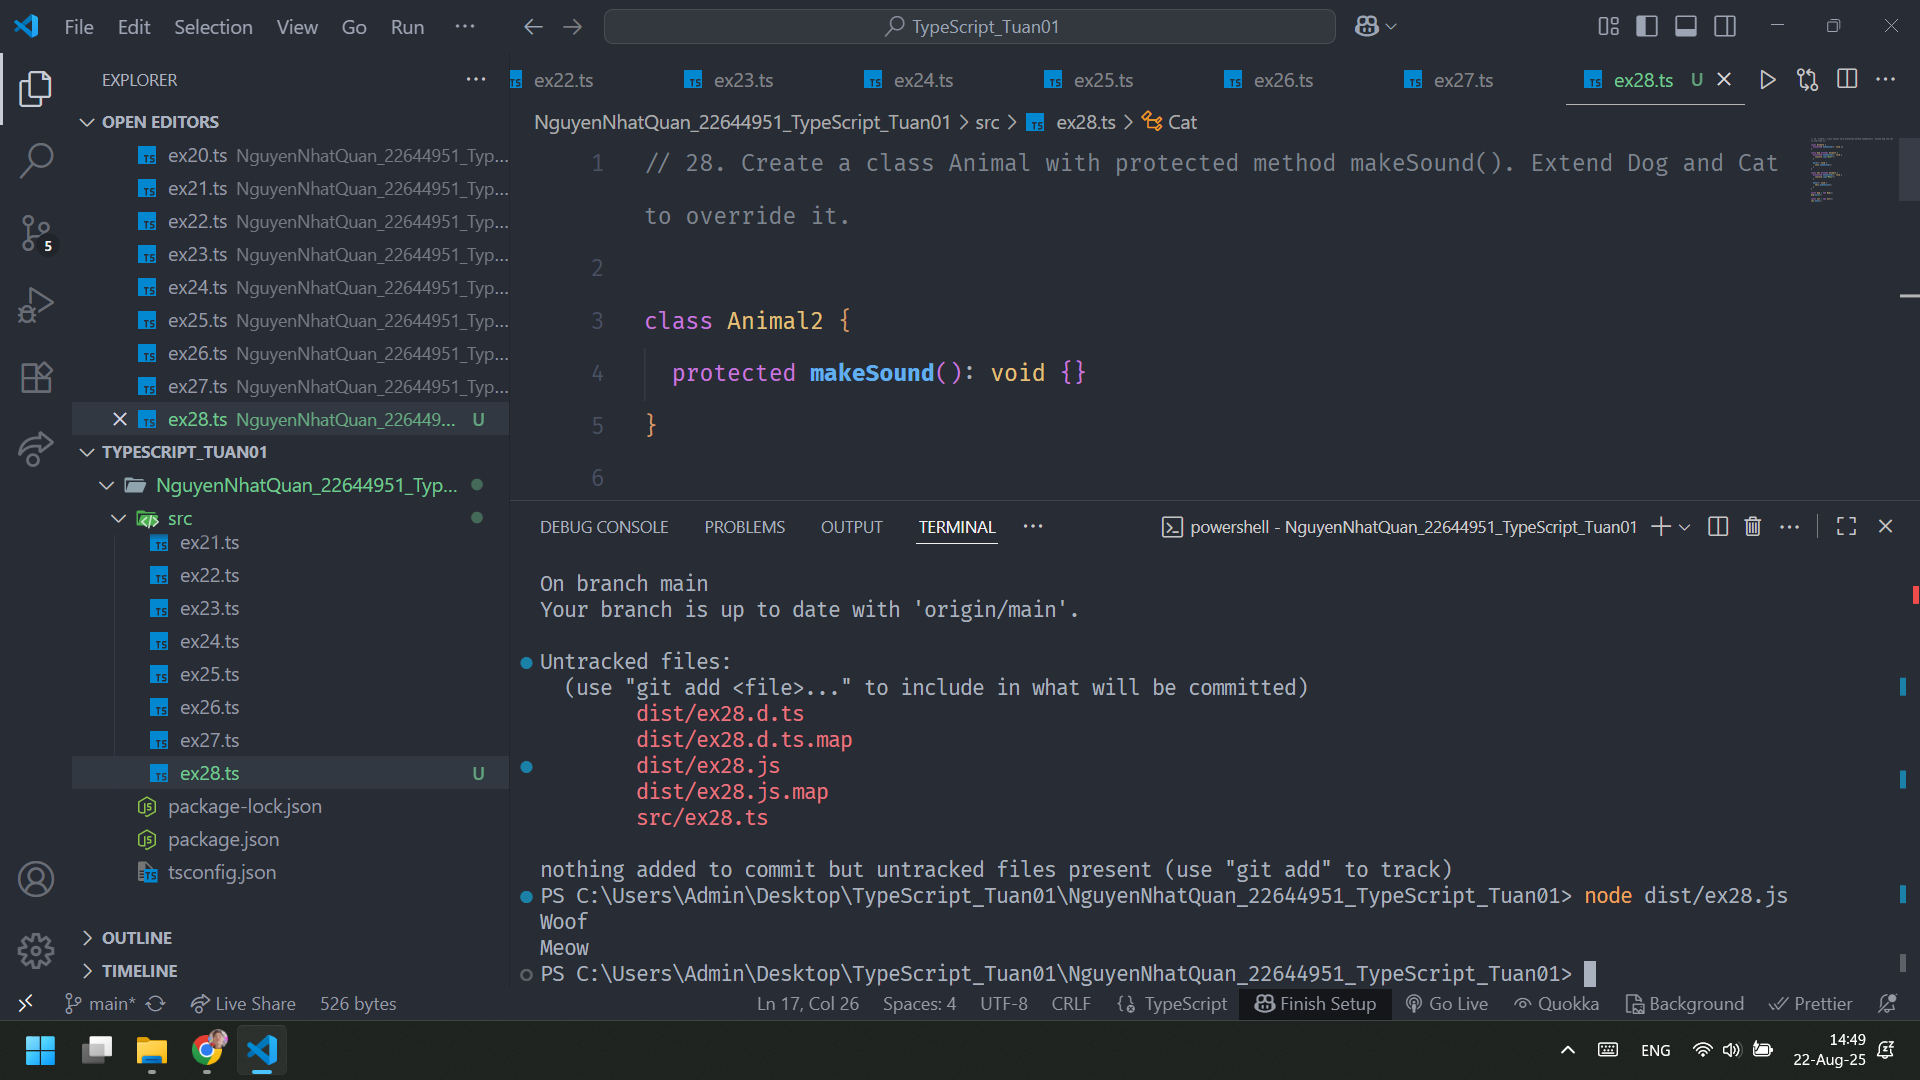 File Edit Selection View Go Run ··· TypeScript_Tuan01
EXPLORER
OPEN EDITORS
ex20.ts NguyenNhatQuan_22644951_Typ...
ex21.ts NguyenNhatQuan_22644951_Typ...
ex22.ts NguyenNhatQuan_22644951_Typ...
ex23.ts NguyenNhatQuan_22644951_Typ...
ex24.ts NguyenNhatQuan_22644951_Typ...
ex25.ts NguyenNhatQuan_22644951_Typ...
ex26.ts NguyenNhatQuan_22644951_Typ...
ex27.ts NguyenNhatQuan_22644951_Typ...
ex28.ts NguyenNhatQuan_226449... U
5
TYPESCRIPT_TUAN01
NguyenNhatQuan_22644951_Typ...
src
ex21.ts
ex22.ts
ex23.ts
ex24.ts
ex25.ts
ex26.ts
ex27.ts
ex28.ts U
package-lock.json
package.json
tsconfig.json
OUTLINE
TIMELINE
ex22.ts ex23.ts ex24.ts ex25.ts ex26.ts ex27.ts ex28.ts U
NguyenNhatQuan_22644951_TypeScript_Tuan01 > src > ex28.ts > Cat
1 // 28. Create a class Animal with protected method makeSound(). Extend Dog and Cat
to override it.
2
3 class Animal2 {
4 protected makeSound(): void {}
5 }
6
DEBUG CONSOLE PROBLEMS OUTPUT TERMINAL ··· powershell - NguyenNhatQuan_22644951_TypeScript_Tuan01
On branch main
Your branch is up to date with 'origin/main'.
Untracked files:
(use "git add <file>..." to include in what will be committed)
dist/ex28.d.ts
dist/ex28.d.ts.map
dist/ex28.js
dist/ex28.js.map
src/ex28.ts
nothing added to commit but untracked files present (use "git add" to track)
PS C:\Users\Admin\Desktop\TypeScript_Tuan01\NguyenNhatQuan_22644951_TypeScript_Tuan01> node dist/ex28.js
Woof
Meow
PS C:\Users\Admin\Desktop\TypeScript_Tuan01\NguyenNhatQuan_22644951_TypeScript_Tuan01>
main* Live Share 526 bytes Ln 17, Col 26 Spaces: 4 UTF-8 CRLF {} TypeScript Finish Setup Go Live Quokka Background Prettier
ENG 14:49
22-Aug-25